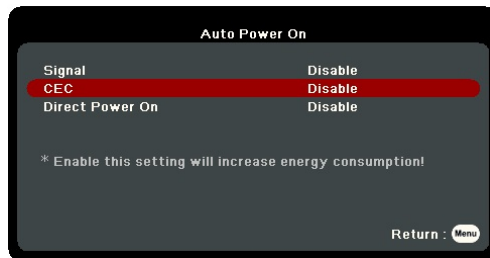 Auto Power On
Signal Disable
CEC Disable
Direct Power On Disable
* Enable this setting will increase energy consumption!
Return : Menu